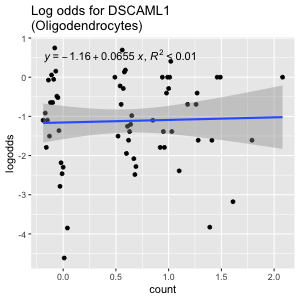 Log odds for DSCAML1
(Oligodendrocytes)
y = − 1.16 + 0.0655 x, R² < 0.01
1
0
-1
-2
-3
-4
logodds
0.0 0.5 1.0 1.5 2.0
count